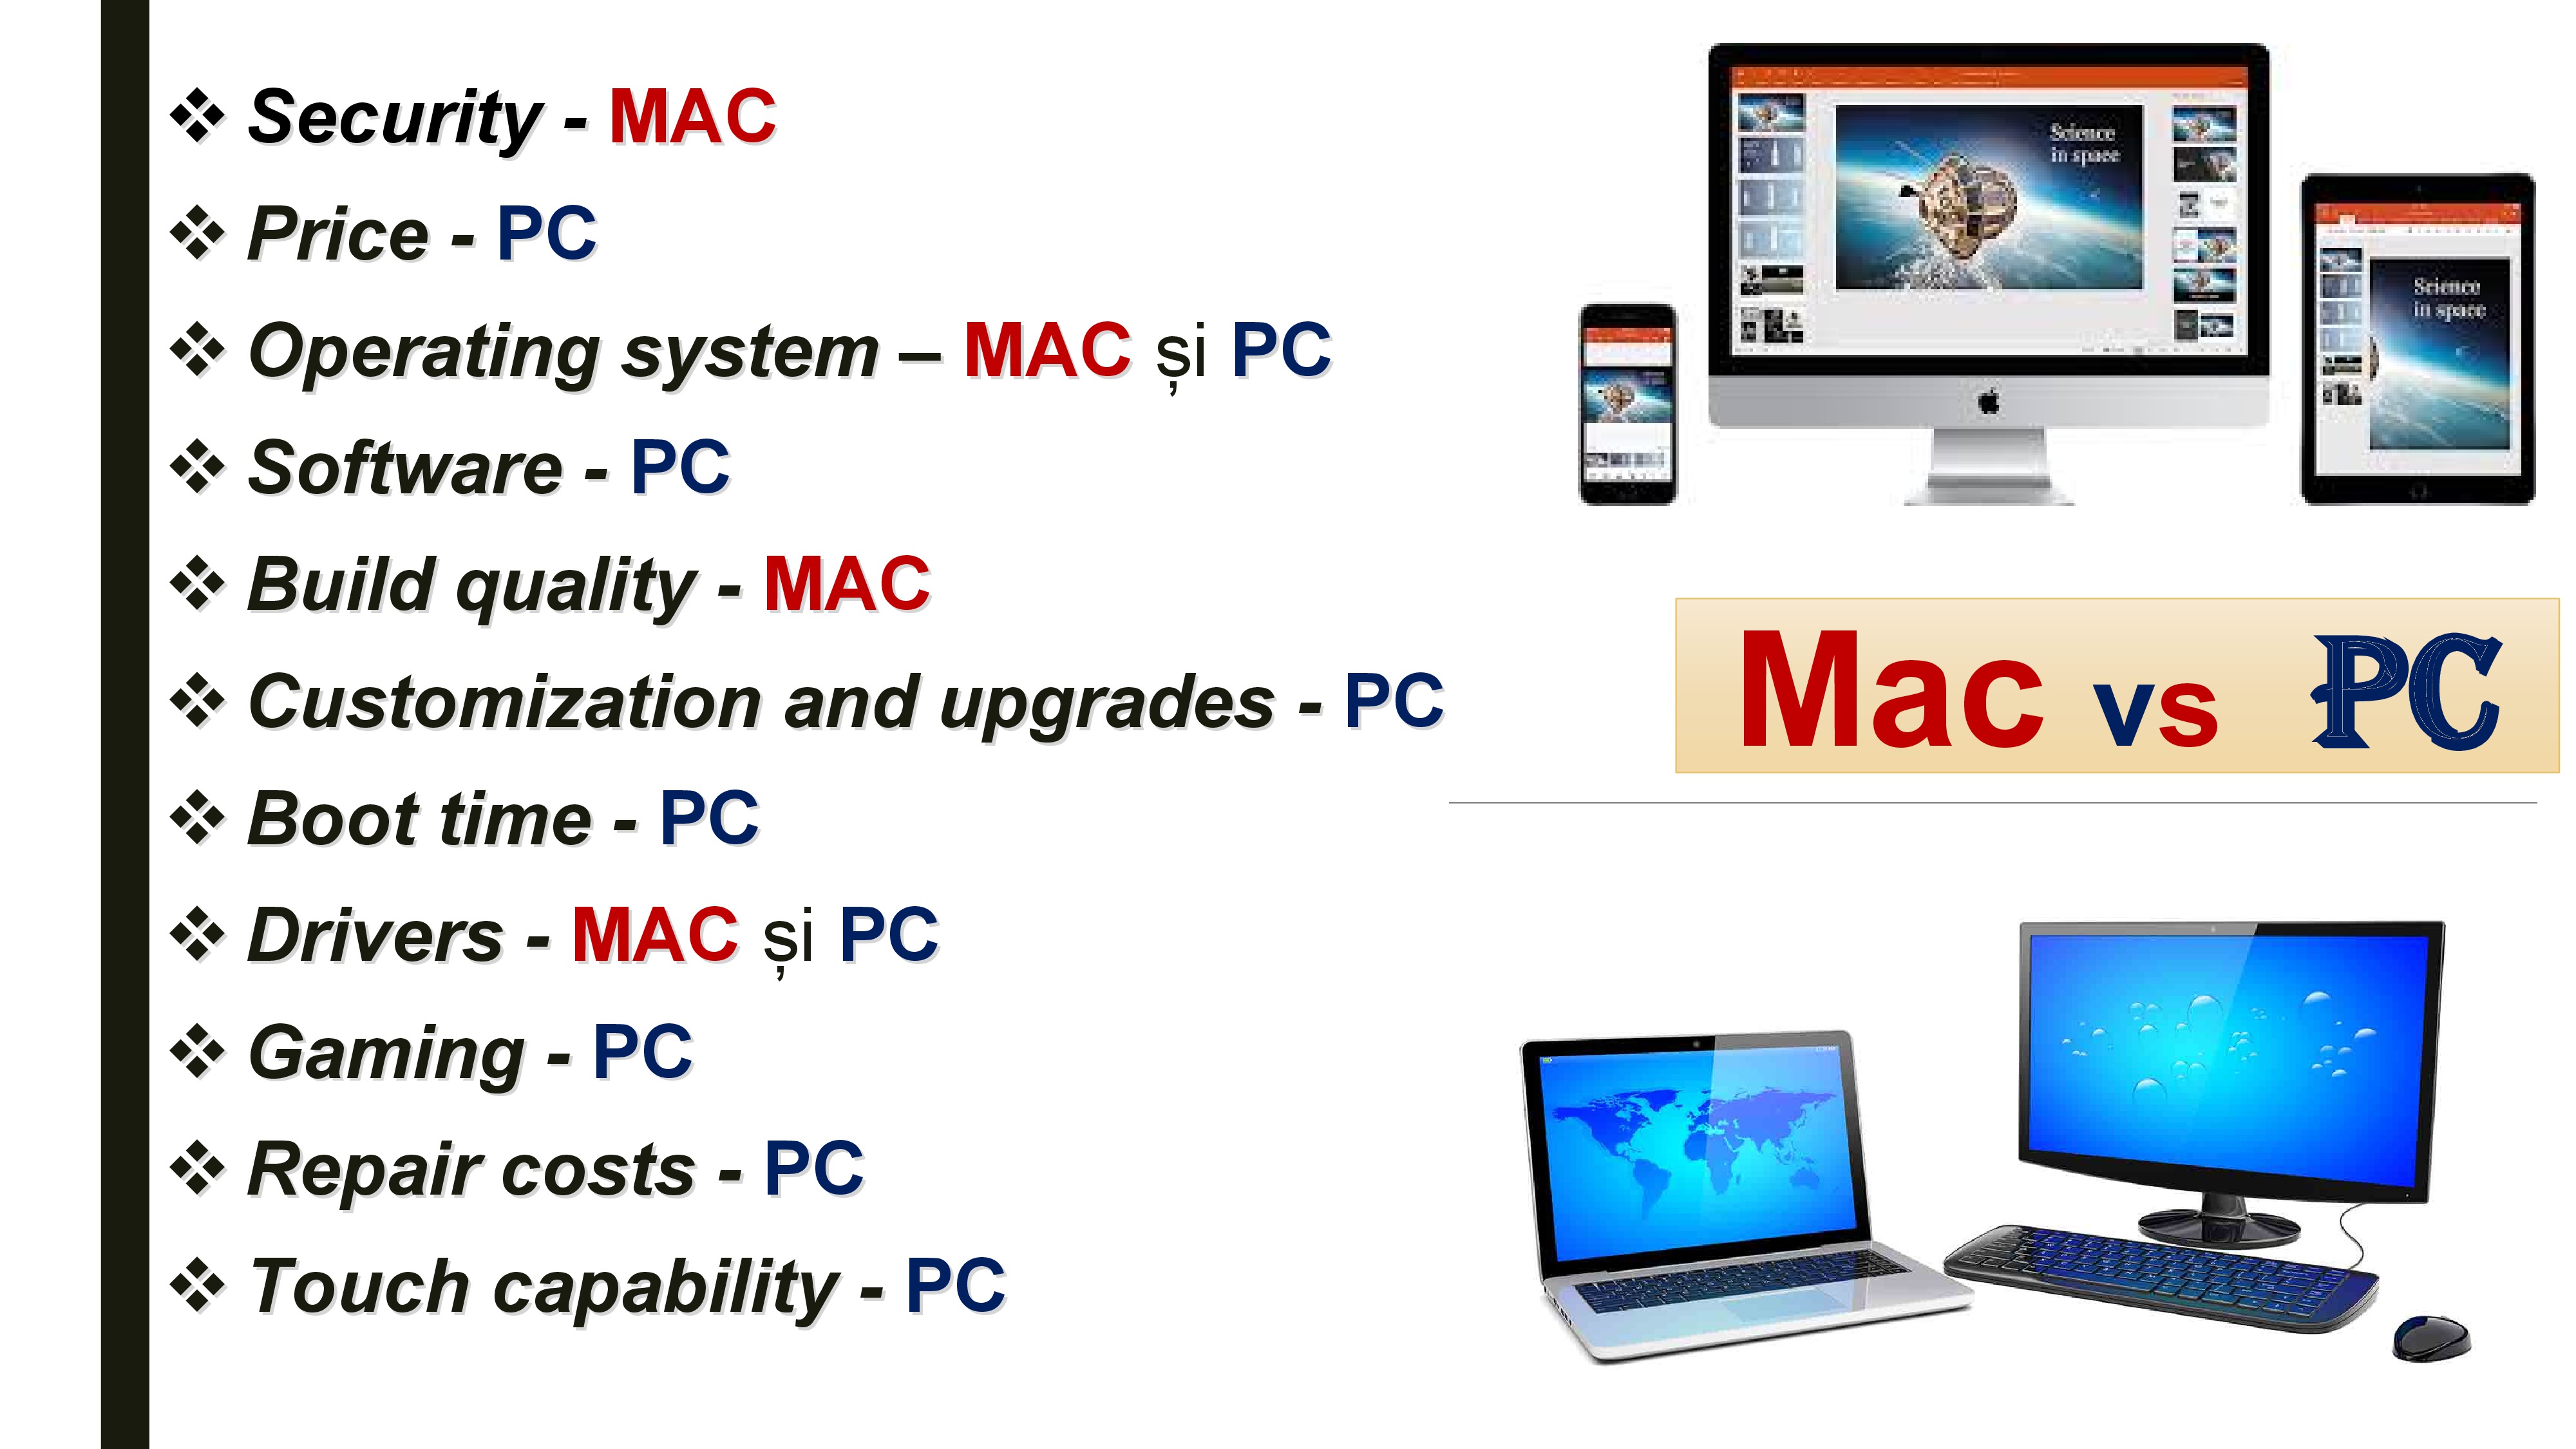 ❖ Security - MAC
❖ Price - PC
❖ Operating system – MAC și PC
❖ Software - PC
❖ Build quality - MAC
❖ Customization and upgrades - PC
❖ Boot time - PC
❖ Drivers - MAC și PC
❖ Gaming - PC
❖ Repair costs - PC
❖ Touch capability - PC
Science
in space
Science
in space
Mac vs PC